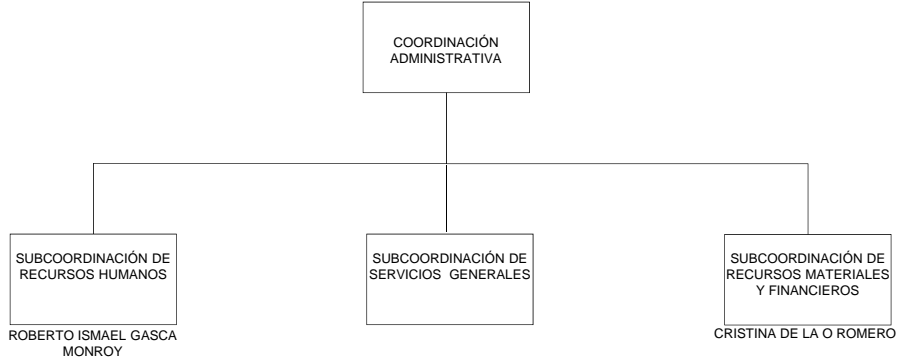 COORDINACIÓN
ADMINISTRATIVA
SUBCOORDINACIÓN DE
RECURSOS HUMANOS
ROBERTO ISMAEL GASCA
MONROY
SUBCOORDINACIÓN DE
SERVICIOS GENERALES
SUBCOORDINACIÓN DE
RECURSOS MATERIALES
Y FINANCIEROS
CRISTINA DE LA O ROMERO